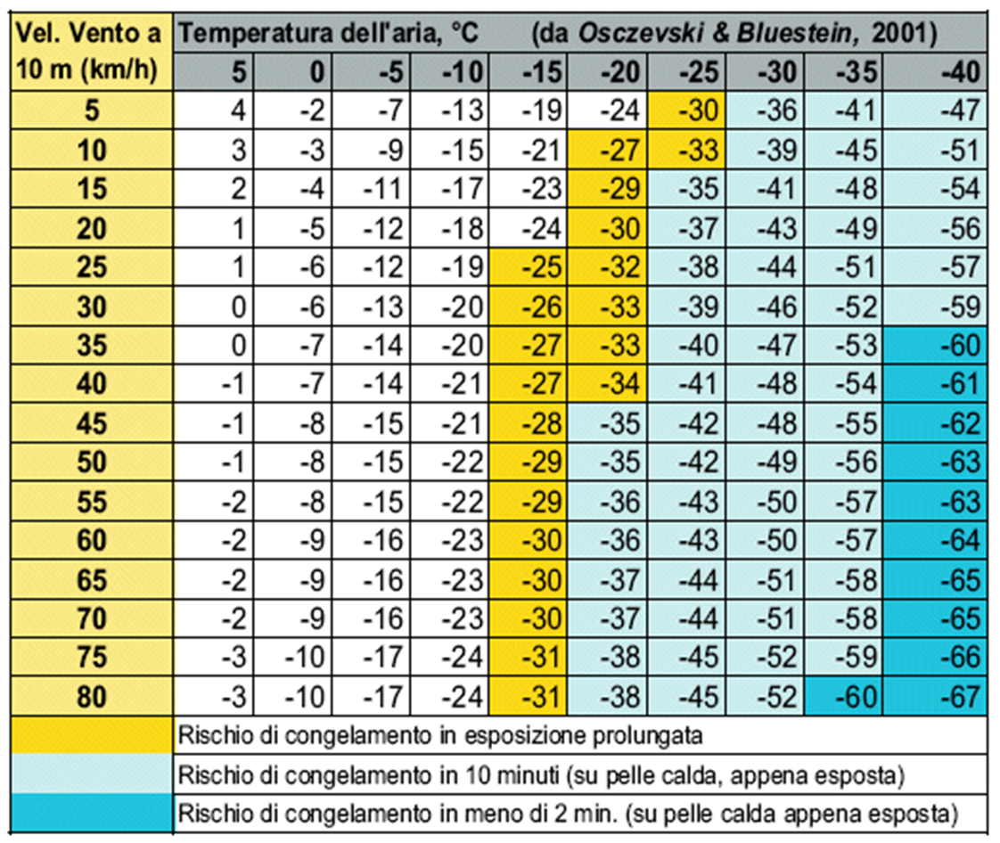 Vel. Vento a Temperatura dell'aria, °C (da Osczevski & Bluestein, 2001)
10 m (km/h) 5 0 -5 -10 -15 -20 -25 -30 -35 -40
5 4 -2 -7 -13 -19 -24 -30 -36 -41 -47
10 3 -3 -9 -15 -21 -27 -33 -39 -45 -51
15 2 -4 -11 -17 -23 -29 -35 -41 -48 -54
20 1 -5 -12 -18 -24 -30 -37 -43 -49 -56
25 1 -6 -12 -19 -25 -32 -38 -44 -51 -57
30 0 -6 -13 -20 -26 -33 -39 -46 -52 -59
35 0 -7 -14 -20 -27 -33 -40 -47 -53 -60
40 -1 -7 -14 -21 -27 -34 -41 -48 -54 -61
45 -1 -8 -15 -21 -28 -35 -42 -48 -55 -62
50 -1 -8 -15 -22 -29 -35 -42 -49 -56 -63
55 -2 -8 -15 -22 -29 -36 -43 -50 -57 -63
60 -2 -9 -16 -23 -30 -36 -43 -50 -57 -64
65 -2 -9 -16 -23 -30 -37 -44 -51 -58 -65
70 -2 -9 -16 -23 -30 -37 -44 -51 -58 -65
75 -3 -10 -17 -24 -31 -38 -45 -52 -59 -66
80 -3 -10 -17 -24 -31 -38 -45 -52 -60 -67
Rischio di congelamento in esposizione prolungata
Rischio di congelamento in 10 minuti (su pelle calda, appena esposta)
Rischio di congelamento in meno di 2 min. (su pelle calda appena esposta)